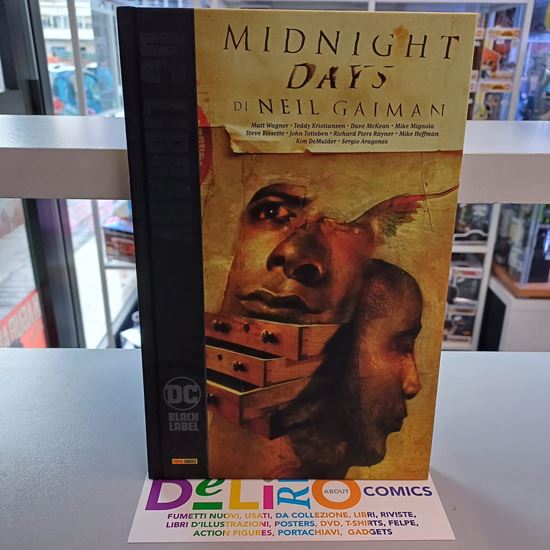 MIDNIGHT
DAYS
DI NEIL GAIMAN
Matt Wagner • Teddy Kristiansen • Dave McKean • Mike Mignola
Steve Bissette • John Totleben • Richard Piers Rayner • Mike Hoffman
Kim DeMulder • Sergio Aragones
DC
BLACK
LABEL
PANINI COMICS
DeLiRO ABOUT COMICS
FUMETTI NUOVI, USATI, DA COLLEZIONE, LIBRI, RIVISTE,
LIBRI D'ILLUSTRAZIONI, POSTERS, DVD, T-SHIRTS, FELPE,
ACTION FIGURES, PORTACHIAVI, GADGETS